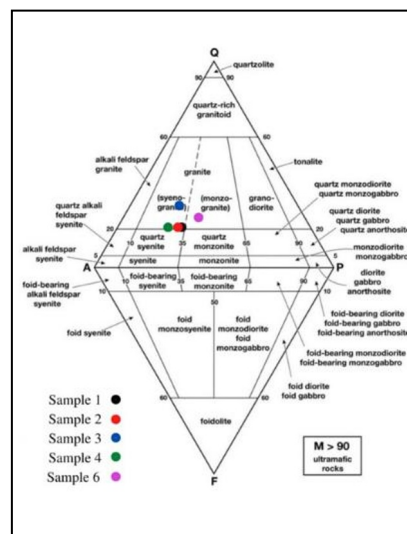 Q
quartzolite
90
90
quartz-rich
granitoid
60
60
alkali feldspar
granite
tonalite
granite
(syeno-
granite)
(monzo-
granite)
grano-
diorite
quartz alkali
feldspar
syenite
quartz monzodiorite
quartz monzogabbro
quartz diorite
quartz gabbro
quartz anorthosite
20
20
quartz
syenite
quartz
monzonite
alkali feldspar
syenite
monzodiorite
monzogabbro
5
10
35
65
90
5
syenite
monzonite
A
P
diorite
gabbro
anorthosite
foid-bearing
alkali feldspar
syenite
foid-bearing
syenite
foid-bearing
monzonite
10
10
50
foid-bearing diorite
foid-bearing gabbro
foid-bearing anorthosite
foid syenite
foid
monzosyenite
foid
monzodiorite
foid
monzogabbro
foid-bearing monzodiorite
foid-bearing monzogabbro
foid diorite
foid gabbro
60
60
foidolite
Sample 1
Sample 2
Sample 3
Sample 4
Sample 6
M > 90
ultramafic
rocks
F